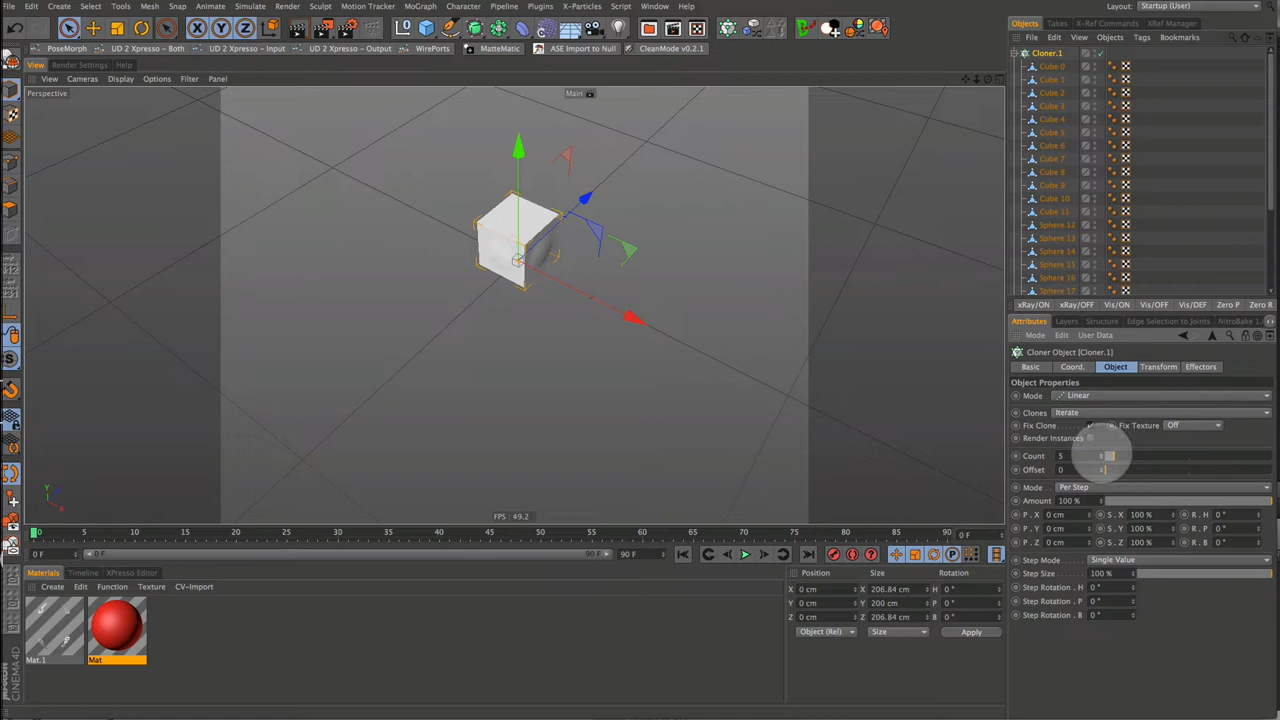 File Edit Create Select Tools Mesh Snap Animate Simulate Render Sculpt Motion Tracker MoGraph Character Pipeline Plugins X-Particles Script Window Help
Layout: Startup (User)
PoseMorph UD 2 Xpresso – Both UD 2 Xpresso – Input UD 2 Xpresso – Output WirePorts MatteMatic ASE Import to Null CleanMode v0.2.1
View Render Settings Help
View Cameras Display Options Filter Panel
Perspective
Main
X
Y Z
FPS : 49.2
0 5 10 15 20 25 30 35 40 45 50 55 60 65 70 75 80 85 90
0 F
0 F 0 F 90 F 90 F
Materials Timeline XPresso Editor
Create Edit Function Texture CV–Import
Mat.1
Mat
Position Size Rotation
X 0 cm X 206.84 cm H 0 °
Y 0 cm Y 200 cm P 0 °
Z 0 cm Z 206.84 cm B 0 °
Object (Rel) Size Apply
CINEMA 4D
Objects Takes X–Ref Commands XRef Manager
File Edit View Objects Tags Bookmarks
Cloner.1
Cube 0
Cube 1
Cube 2
Cube 3
Cube 4
Cube 5
Cube 6
Cube 7
Cube 8
Cube 9
Cube 10
Cube 11
Sphere 12
Sphere 13
Sphere 14
Sphere 15
Sphere 16
Sphere 17
xRay/ON xRay/OFF Vis/ON Vis/OFF Vis/DEF Zero P Zero R
Attributes Layers Structure Edge Selection to Joints NitroBake 1.
Mode Edit User Data
Cloner Object [Cloner.1]
Basic Coord. Object Transform Effectors
Object Properties
Mode Linear
Clones Iterate
Fix Clone Fix Texture Off
Render Instances
Count 5
Offset 0
Mode Per Step
Amount 100 %
P . X 0 cm S . X 100 % R . H 0 °
P . Y 0 cm S . Y 100 % R . P 0 °
P . Z 0 cm S . Z 100 % R . B 0 °
Step Mode Single Value
Step Size 100 %
Step Rotation . H 0 °
Step Rotation . P 0 °
Step Rotation . B 0 °